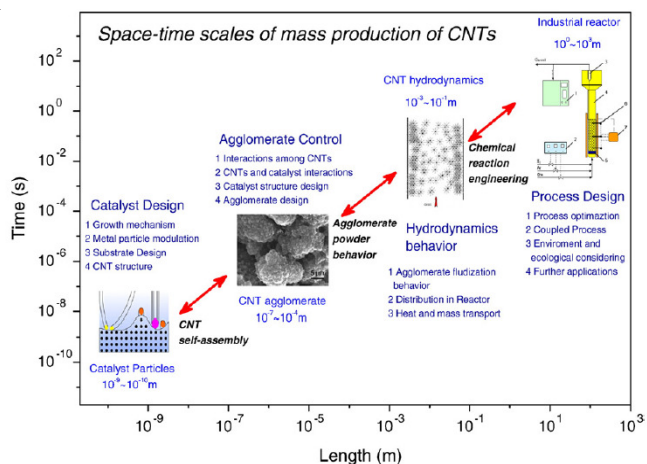 Space-time scales of mass production of CNTs
Industrial reactor
10⁰~10³m
CNT hydrodynamics
10⁻³~10⁻¹m
Chemical reaction engineering
Agglomerate Control
1 Interactions among CNTs
2 CNTs and catalyst interactions
3 Catalyst structure design
4 Agglomerate design
Process Design
1 Process optimaztion
2 Coupled Process
3 Enviroment and
ecological considering
4 Further applications
Catalyst Design
1 Growth mechanism
2 Metal particle modulation
3 Substrate Design
4 CNT structure
Agglomerate
powder
behavior
Hydrodynamics
behavior
1 Agglomerate fludization
behavior
2 Distribution in Reactor
3 Heat and mass transport
5μm
CNT agglomerate
10⁻⁷~10⁻⁴m
CNT
self-assembly
Catalyst Particles
10⁻⁹~10⁻¹⁰m
Time (s)
10²
10⁰
10⁻²
10⁻⁴
10⁻⁶
10⁻⁸
10⁻¹⁰
10⁻⁹
10⁻⁷
10⁻⁵
10⁻³
10⁻¹
10¹
10³
Length (m)